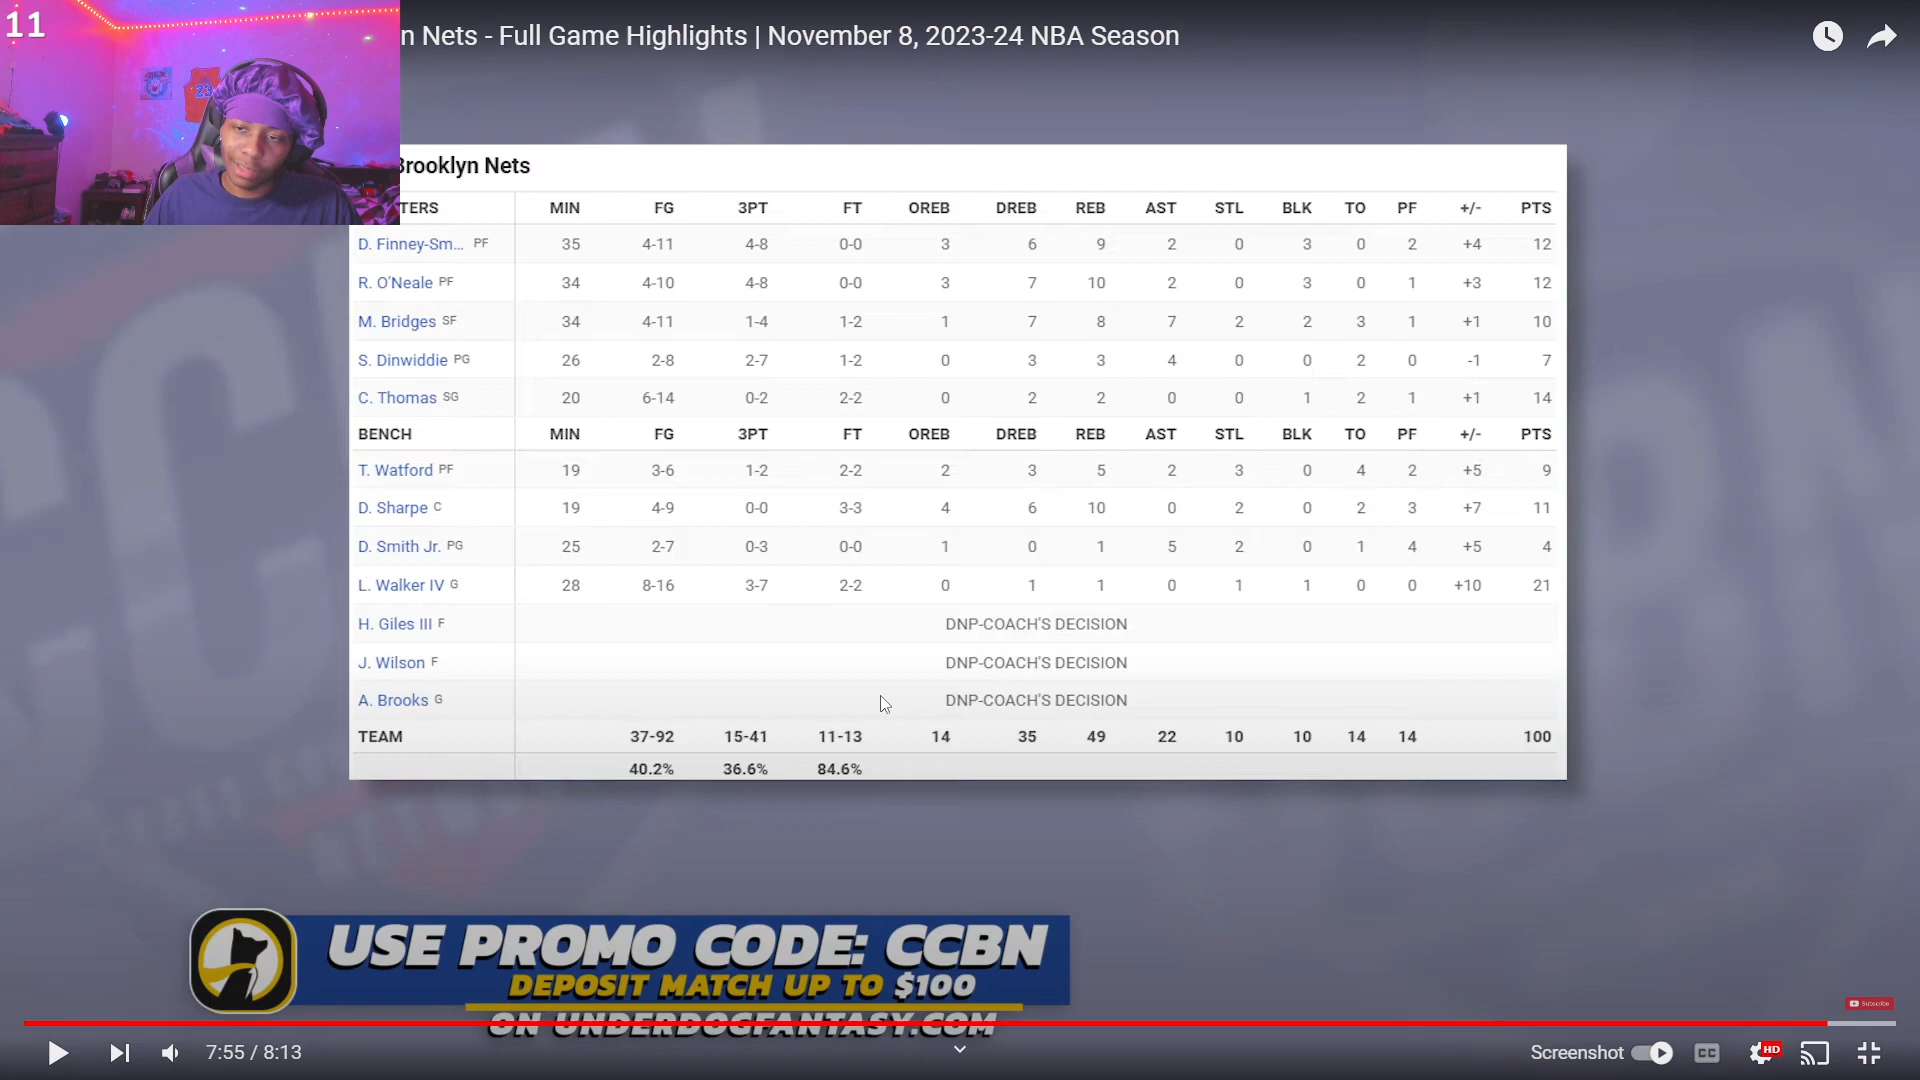 11
n Nets - Full Game Highlights | November 8, 2023-24 NBA Season
23
Brooklyn Nets
TERS MIN FG 3PT FT OREB DREB REB AST STL BLK TO PF +/- PTS
D. Finney-Sm... PF 35 4-11 4-8 0-0 3 6 9 2 0 3 0 2 +4 12
R. O'Neale PF 34 4-10 4-8 0-0 3 7 10 2 0 3 0 1 +3 12
M. Bridges SF 34 4-11 1-4 1-2 1 7 8 7 2 2 3 1 +1 10
S. Dinwiddie PG 26 2-8 2-7 1-2 0 3 3 4 0 0 2 0 -1 7
C. Thomas SG 20 6-14 0-2 2-2 0 2 2 0 0 1 2 1 +1 14
BENCH MIN FG 3PT FT OREB DREB REB AST STL BLK TO PF +/- PTS
T. Watford PF 19 3-6 1-2 2-2 2 3 5 2 3 0 4 2 +5 9
D. Sharpe C 19 4-9 0-0 3-3 4 6 10 0 2 0 2 3 +7 11
D. Smith Jr. PG 25 2-7 0-3 0-0 1 0 1 5 2 0 1 4 +5 4
L. Walker IV G 28 8-16 3-7 2-2 0 1 1 0 1 1 0 0 +10 21
H. Giles III F DNP-COACH'S DECISION
J. Wilson F DNP-COACH'S DECISION
A. Brooks G DNP-COACH'S DECISION
TEAM 37-92 15-41 11-13 14 35 49 22 10 10 14 14 100
40.2% 36.6% 84.6%
USE PROMO CODE: CCBN
DEPOSIT MATCH UP TO $100
ON UNDERDOGFANTASY.COM
Subscribe
7:55 / 8:13
Screenshot
CC
HD